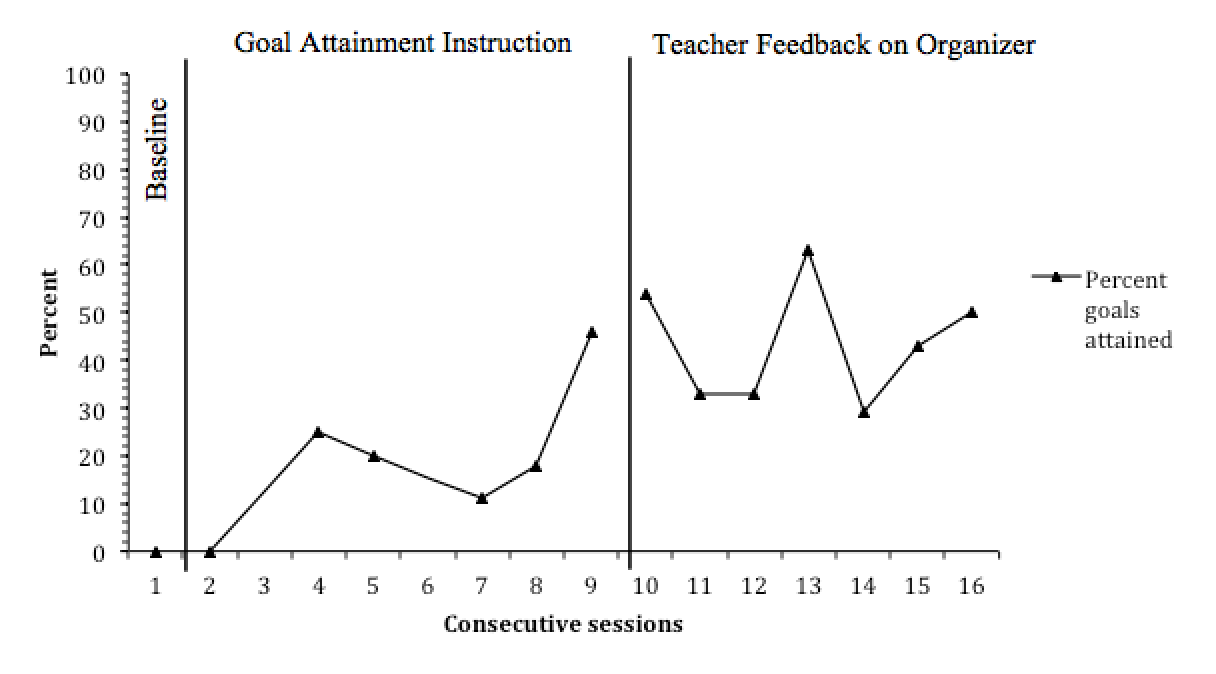 Goal Attainment Instruction
Teacher Feedback on Organizer
Baseline
Percent
100
90
80
70
60
50
40
30
20
10
0
1 2 3 4 5 6 7 8 9 10 11 12 13 14 15 16
Consecutive sessions
Percent
goals
attained